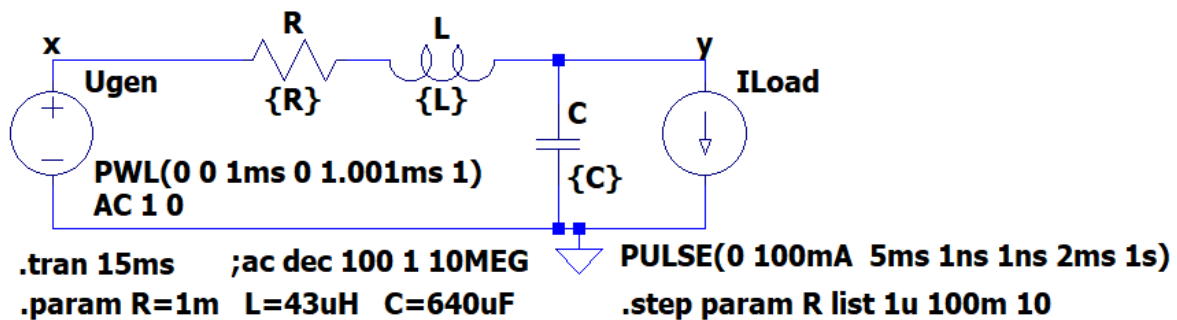 R
L
x
y
Ugen
ILoad
{R}
{L}
C
PWL(0 0 1ms 0 1.001ms 1)
{C}
AC 1 0
.tran 15ms ;ac dec 100 1 10MEG
PULSE(0 100mA 5ms 1ns 1ns 2ms 1s)
.param R=1m L=43uH C=640uF
.step param R list 1u 100m 10